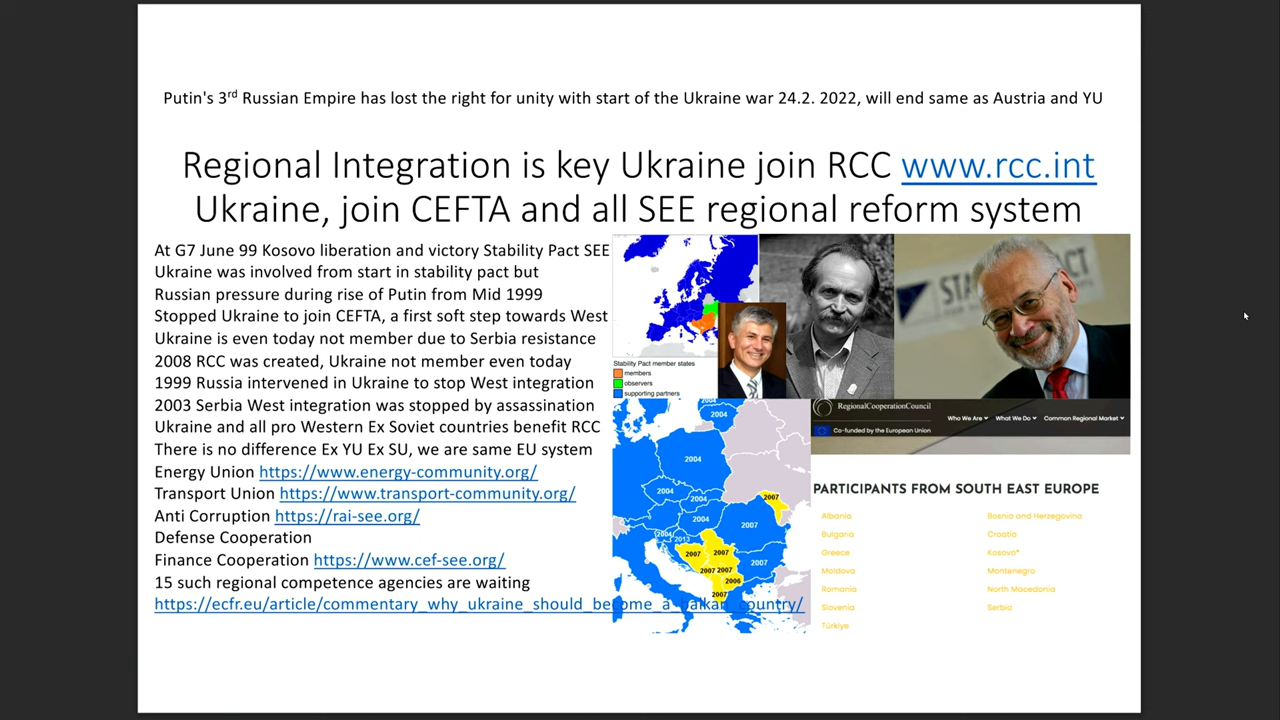 Putin's 3rd Russian Empire has lost the right for unity with start of the Ukraine war 24.2. 2022, will end same as Austria and YU
Regional Integration is key Ukraine join RCC www.rcc.int
Ukraine, join CEFTA and all SEE regional reform system
At G7 June 99 Kosovo liberation and victory Stability Pact SEE
Ukraine was involved from start in stability pact but
Russian pressure during rise of Putin from Mid 1999
Stopped Ukraine to join CEFTA, a first soft step towards West
Ukraine is even today not member due to Serbia resistance
2008 RCC was created, Ukraine not member even today
1999 Russia intervened in Ukraine to stop West integration
2003 Serbia West integration was stopped by assassination
Ukraine and all pro Western Ex Soviet countries benefit RCC
There is no difference Ex YU Ex SU, we are same EU system
Energy Union https://www.energy-community.org/
Transport Union https://www.transport-community.org/
Anti Corruption https://rai-see.org/
Defense Cooperation
Finance Cooperation https://www.cef-see.org/
15 such regional competence agencies are waiting
https://ecfr.eu/article/commentary_why_ukraine_should_become_a_balkan_country/
Stability Pact member states
members
observers
supporting partners
STA
ACT
2004
2004
2004
2004
2004
2004
2004
2013
2007
2007
2007
2007
2007
2007
2007
2006
2007
RegionalCooperationCouncil
Who We Are
What We Do
Common Regional Market
Co-funded by the European Union
PARTICIPANTS FROM SOUTH EAST EUROPE
Albania
Bulgaria
Greece
Moldova
Romania
Slovenia
Türkiye
Bosnia and Herzegovina
Croatia
Kosovo*
Montenegro
North Macedonia
Serbia